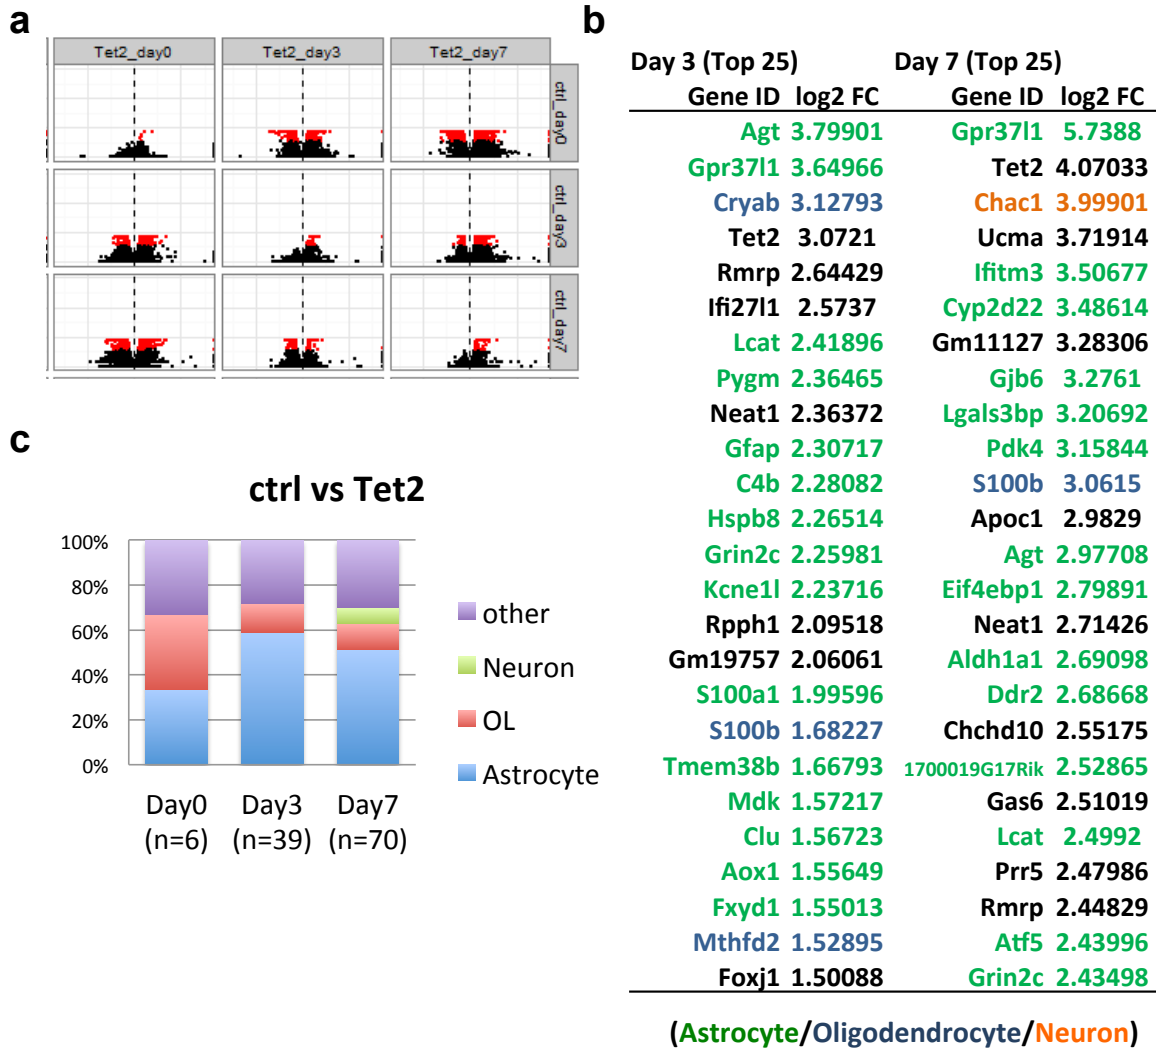 a
Tet2_day0
Tet2_day3
Tet2_day7
ctrl_day0
ctrl_day3
ctrl_day7
b
Day 3 (Top 25) Day 7 (Top 25)
Gene ID log2 FC Gene ID log2 FC
Agt 3.79901 Gpr37l1 5.7388
Gpr37l1 3.64966 Tet2 4.07033
Cryab 3.12793 Chac1 3.99901
Tet2 3.0721 Ucma 3.71914
Rmrp 2.64429 Ifitm3 3.50677
Ifi27l1 2.5737 Cyp2d22 3.48614
Lcat 2.41896 Gm11127 3.28306
Pygm 2.36465 Gjb6 3.2761
Neat1 2.36372 Lgals3bp 3.20692
Gfap 2.30717 Pdk4 3.15844
C4b 2.28082 S100b 3.0615
Hspb8 2.26514 Apoc1 2.9829
Grin2c 2.25981 Agt 2.97708
Kcne1l 2.23716 Eif4ebp1 2.79891
Rpph1 2.09518 Neat1 2.71426
Gm19757 2.06061 Aldh1a1 2.69098
S100a1 1.99596 Ddr2 2.68668
S100b 1.68227 Chchd10 2.55175
Tmem38b 1.66793 1700019G17Rik 2.52865
Mdk 1.57217 Gas6 2.51019
Clu 1.56723 Lcat 2.4992
Aox1 1.55649 Prr5 2.47986
Fxyd1 1.55013 Rmrp 2.44829
Mthfd2 1.52895 Atf5 2.43996
Foxj1 1.50088 Grin2c 2.43498
(Astrocyte/Oligodendrocyte/Neuron)
c
ctrl vs Tet2
100%
80%
60%
40%
20%
0%
Day0 Day3 Day7
(n=6) (n=39) (n=70)
other
Neuron
OL
Astrocyte